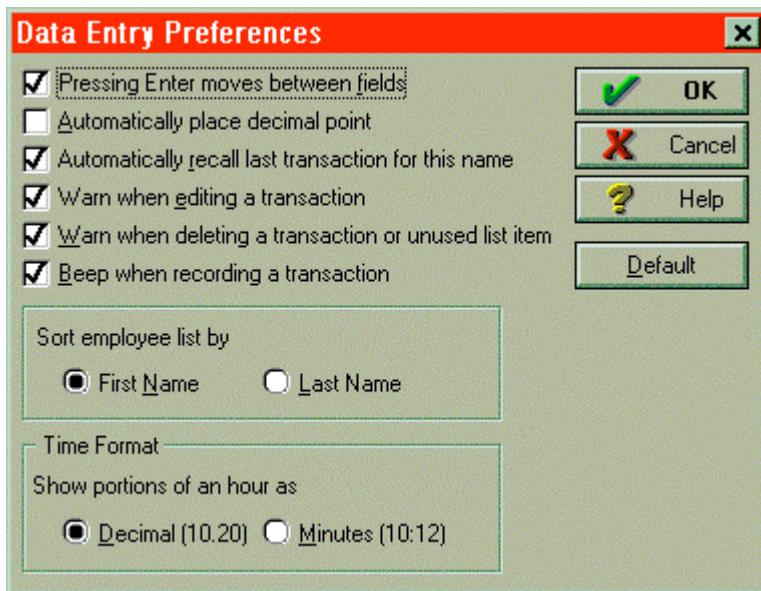 Data Entry Preferences
Pressing Enter moves between fields
Automatically place decimal point
Automatically recall last transaction for this name
Warn when editing a transaction
Warn when deleting a transaction or unused list item
Beep when recording a transaction
OK
Cancel
Help
Default
Sort employee list by
First Name Last Name
Time Format
Show portions of an hour as
Decimal (10.20) Minutes (10:12)